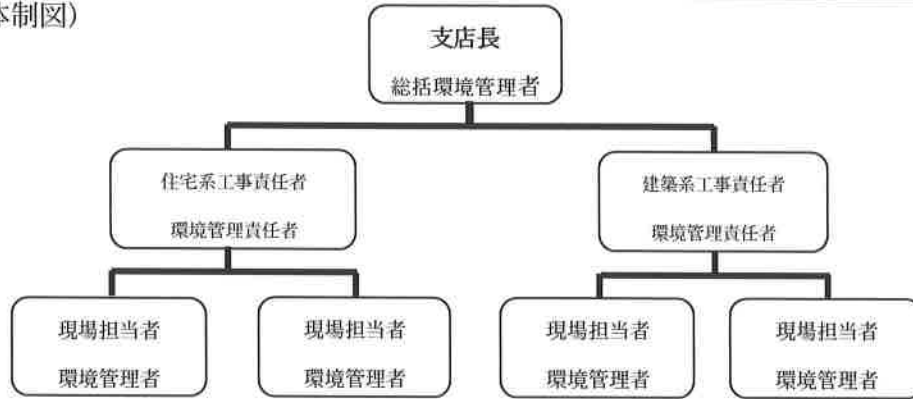 体制図)
支店長
総括環境管理者
住宅系工事責任者
環境管理責任者
建築系工事責任者
環境管理責任者
現場担当者
環境管理者
現場担当者
環境管理者
現場担当者
環境管理者
現場担当者
環境管理者